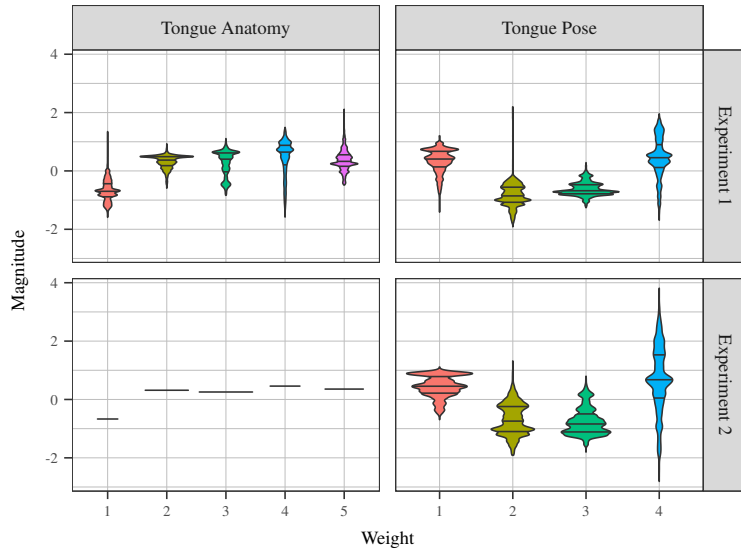 Tongue Anatomy
Tongue Pose
4
2
0
-2
Experiment 1
Magnitude
4
2
0
-2
Experiment 2
1 2 3 4 5
1 2 3 4
Weight